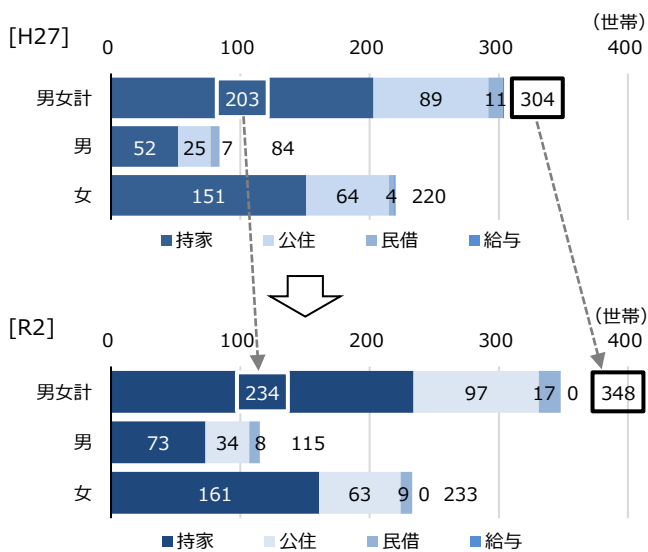 [H27]
(世帯)
0 100 200 300 400
男女計 203 89 11 304
男 52 25 7 84
女 151 64 4 220
■持家 ■公住 ■民借 ■給与
[R2]
(世帯)
0 100 200 300 400
男女計 234 97 17 0 348
男 73 34 8 115
女 161 63 9 0 233
■持家 ■公住 ■民借 ■給与